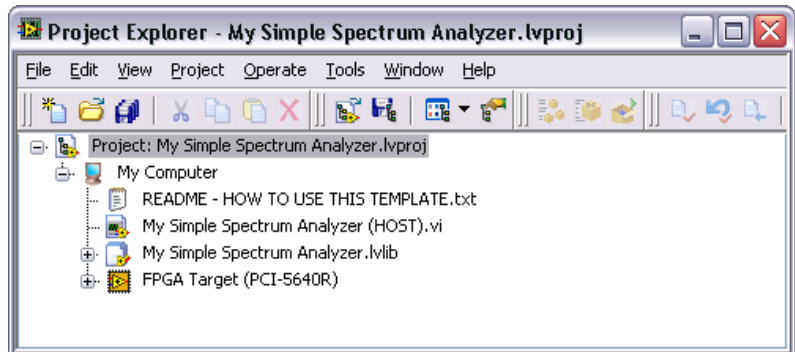 Project Explorer - My Simple Spectrum Analyzer.lvproj
File Edit View Project Operate Tools Window Help
Project: My Simple Spectrum Analyzer.lvproj
My Computer
README - HOW TO USE THIS TEMPLATE.txt
My Simple Spectrum Analyzer (HOST).vi
My Simple Spectrum Analyzer.lvlib
FPGA Target (PCI-5640R)